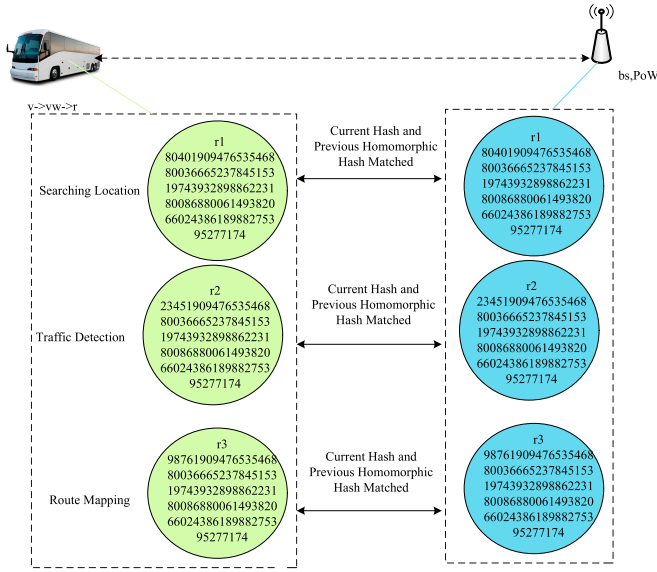 bs,PoW
v->vw->r
Searching Location
r1
80401909476535468
80036665237845153
19743932898862231
80086880061493820
66024386189882753
95277174
Current Hash and
Previous Homomorphic
Hash Matched
r1
80401909476535468
80036665237845153
19743932898862231
80086880061493820
66024386189882753
95277174
Traffic Detection
r2
23451909476535468
80036665237845153
19743932898862231
80086880061493820
66024386189882753
95277174
Current Hash and
Previous Homomorphic
Hash Matched
r2
23451909476535468
80036665237845153
19743932898862231
80086880061493820
66024386189882753
95277174
Route Mapping
r3
98761909476535468
80036665237845153
19743932898862231
80086880061493820
66024386189882753
95277174
Current Hash and
Previous Homomorphic
Hash Matched
r3
98761909476535468
80036665237845153
19743932898862231
80086880061493820
66024386189882753
95277174